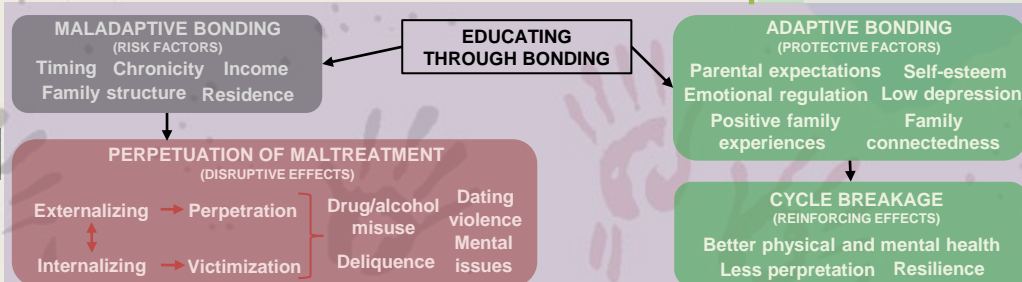 EDUCATING
THROUGH BONDING
MALADAPTIVE BONDING
(RISK FACTORS)
Timing Chronicity Income
Family structure Residence
PERPETUATION OF MALTREATMENT
(DISRUPTIVE EFFECTS)
Externalizing Perpetration
Internalizing Victimization
Drug/alcohol
misuse
Deliquence
Dating
violence
Mental
issues
ADAPTIVE BONDING
(PROTECTIVE FACTORS)
Parental expectations Self-esteem
Emotional regulation Low depression
Positive family
experiences
Family
connectedness
CYCLE BREAKAGE
(REINFORCING EFFECTS)
Better physical and mental health
Less perpretation Resilience